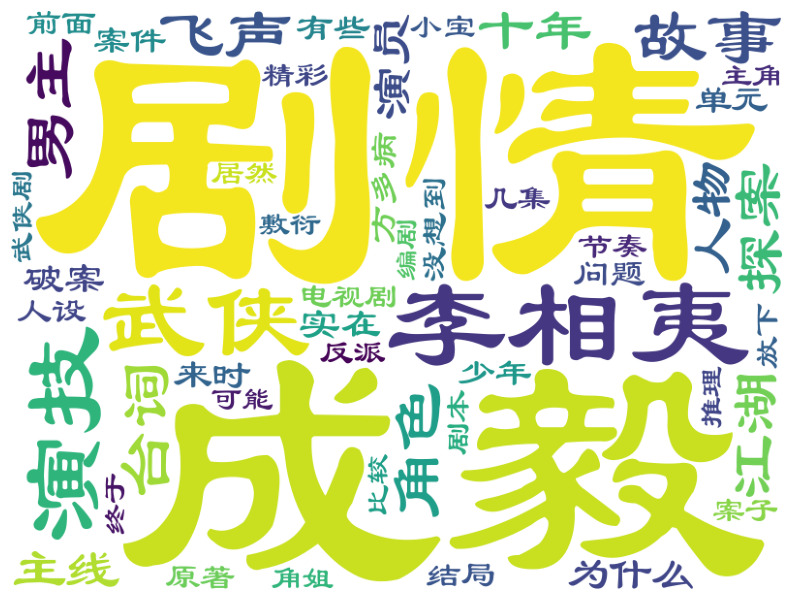 前面
案件
飞声
有些
演员
小宝
十年
故事
男主
精彩
主角
单元
剧情
居然
方多病
武侠剧
敷衍
编剧
没想到
几集
人物
探案
节奏
问题
破案
人设
武侠
电视剧
实在
反派
李相夷
放下
演技
台词
来时
可能
成毅
角色
少年
剧本
推理
江湖
终于
比较
案子
主线
原著
角姐
结局
为什么